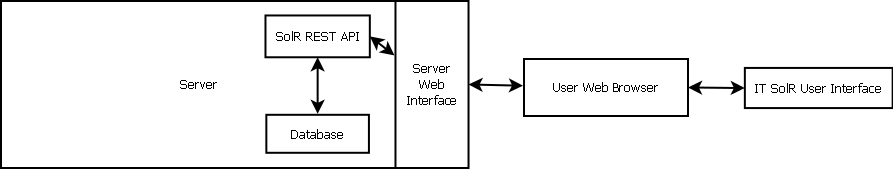 SolR REST API
Server
Database
Server
Web
Interface
User Web Browser
IT SolR User Interface